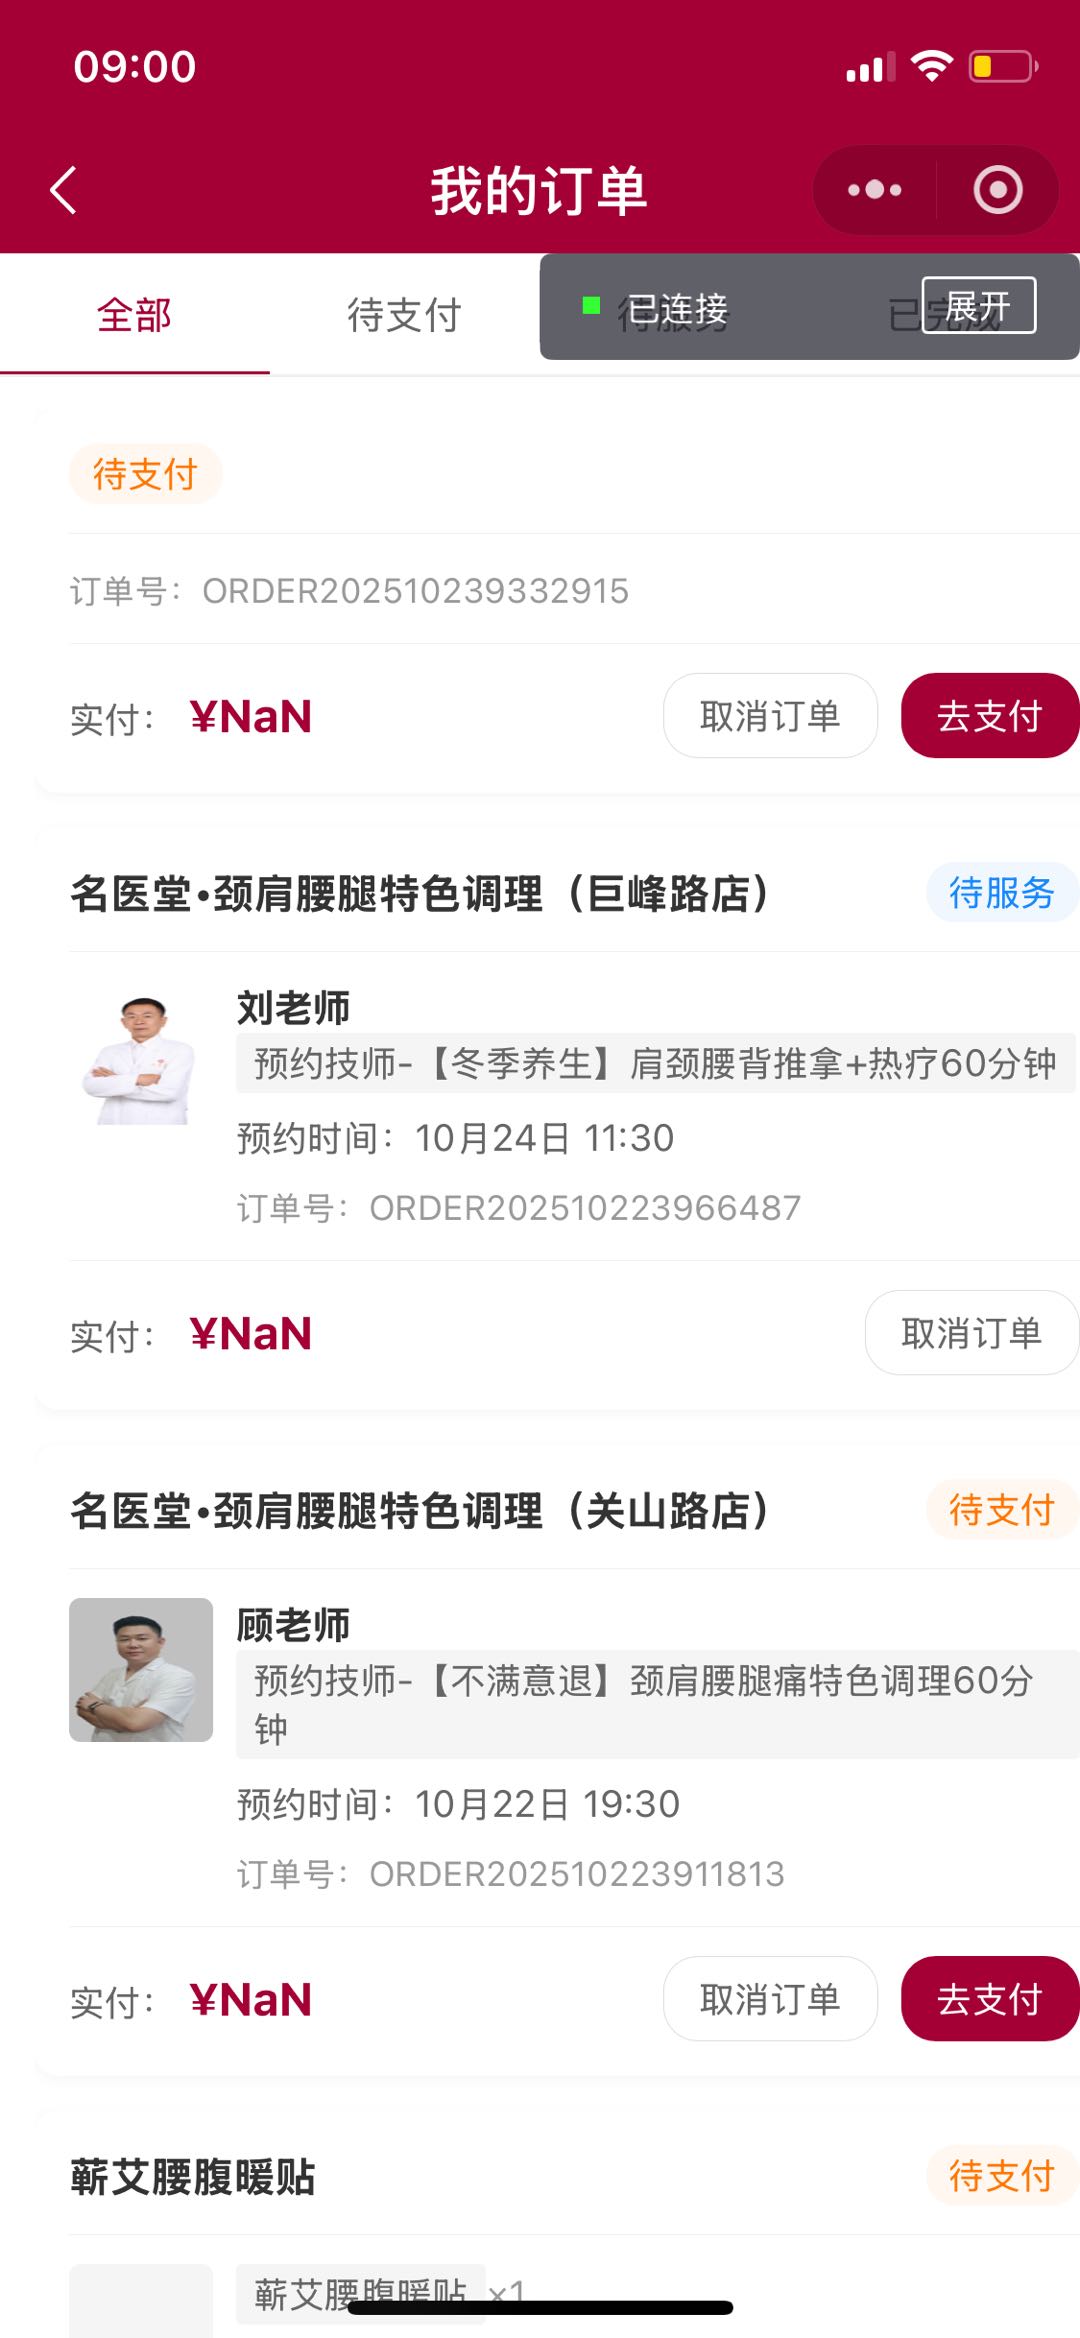 09:00
我的订单
全部
待支付
待服务
已完成
已连接
展开
待支付
订单号：ORDER202510239332915
实付：¥NaN
取消订单
去支付
名医堂•颈肩腰腿特色调理（巨峰路店）
待服务
刘老师
预约技师-【冬季养生】肩颈腰背推拿+热疗60分钟
预约时间：10月24日 11:30
订单号：ORDER202510223966487
实付：¥NaN
取消订单
名医堂•颈肩腰腿特色调理（关山路店）
待支付
顾老师
预约技师-【不满意退】颈肩腰腿痛特色调理60分
钟
预约时间：10月22日 19:30
订单号：ORDER202510223911813
实付：¥NaN
取消订单
去支付
蕲艾腰腹暖贴
待支付
蕲艾腰腹暖贴 ×1